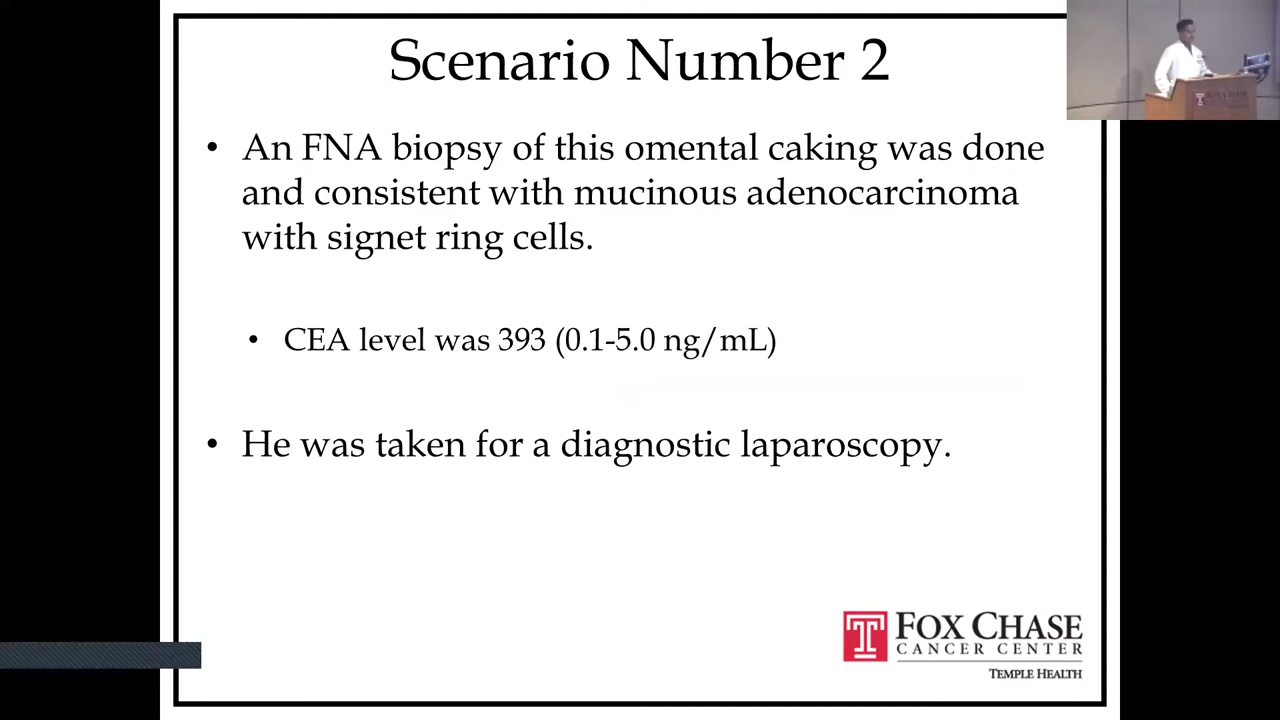 Scenario Number 2
• An FNA biopsy of this omental caking was done
and consistent with mucinous adenocarcinoma
with signet ring cells.
• CEA level was 393 (0.1-5.0 ng/mL)
• He was taken for a diagnostic laparoscopy.
FOX CHASE
CANCER CENTER
TEMPLE HEALTH
FOX CHASE